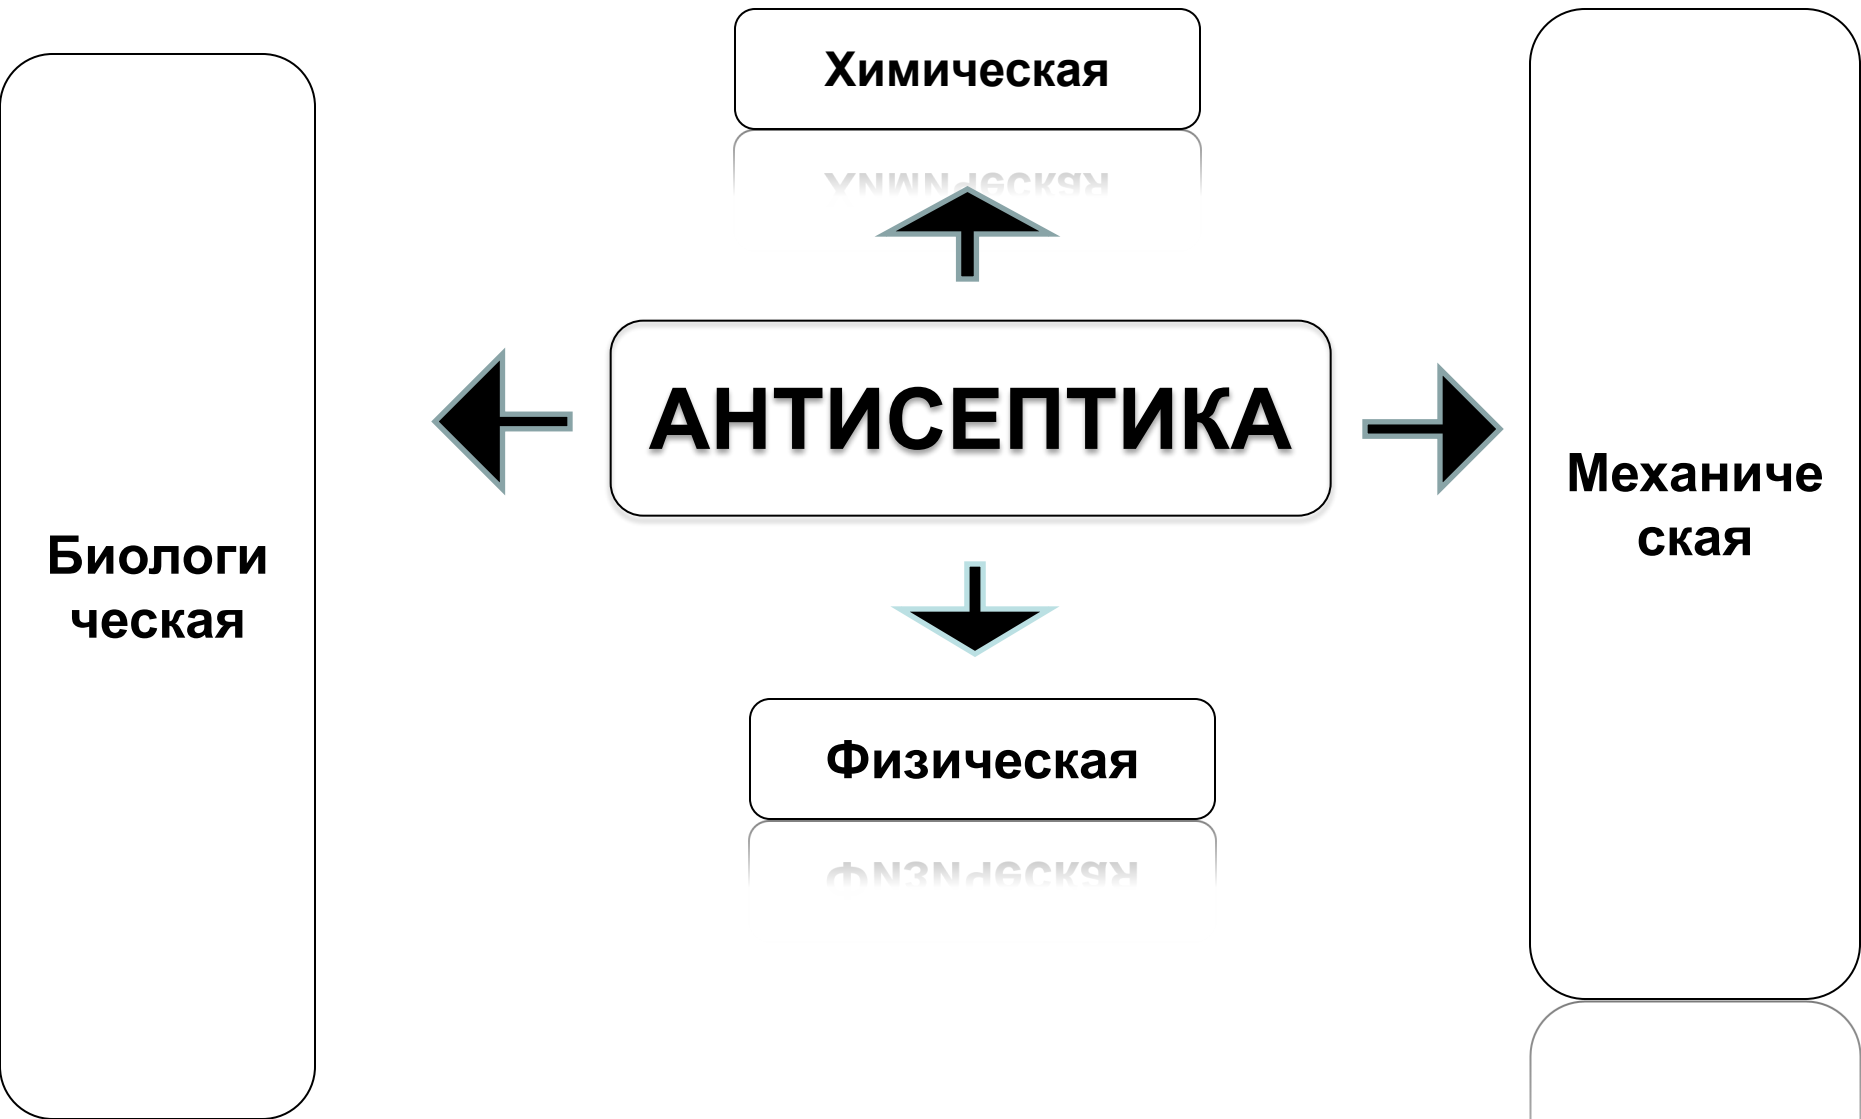 Химическая
АНТИСЕПТИКА
Биологи
ческая
Механиче
ская
Физическая